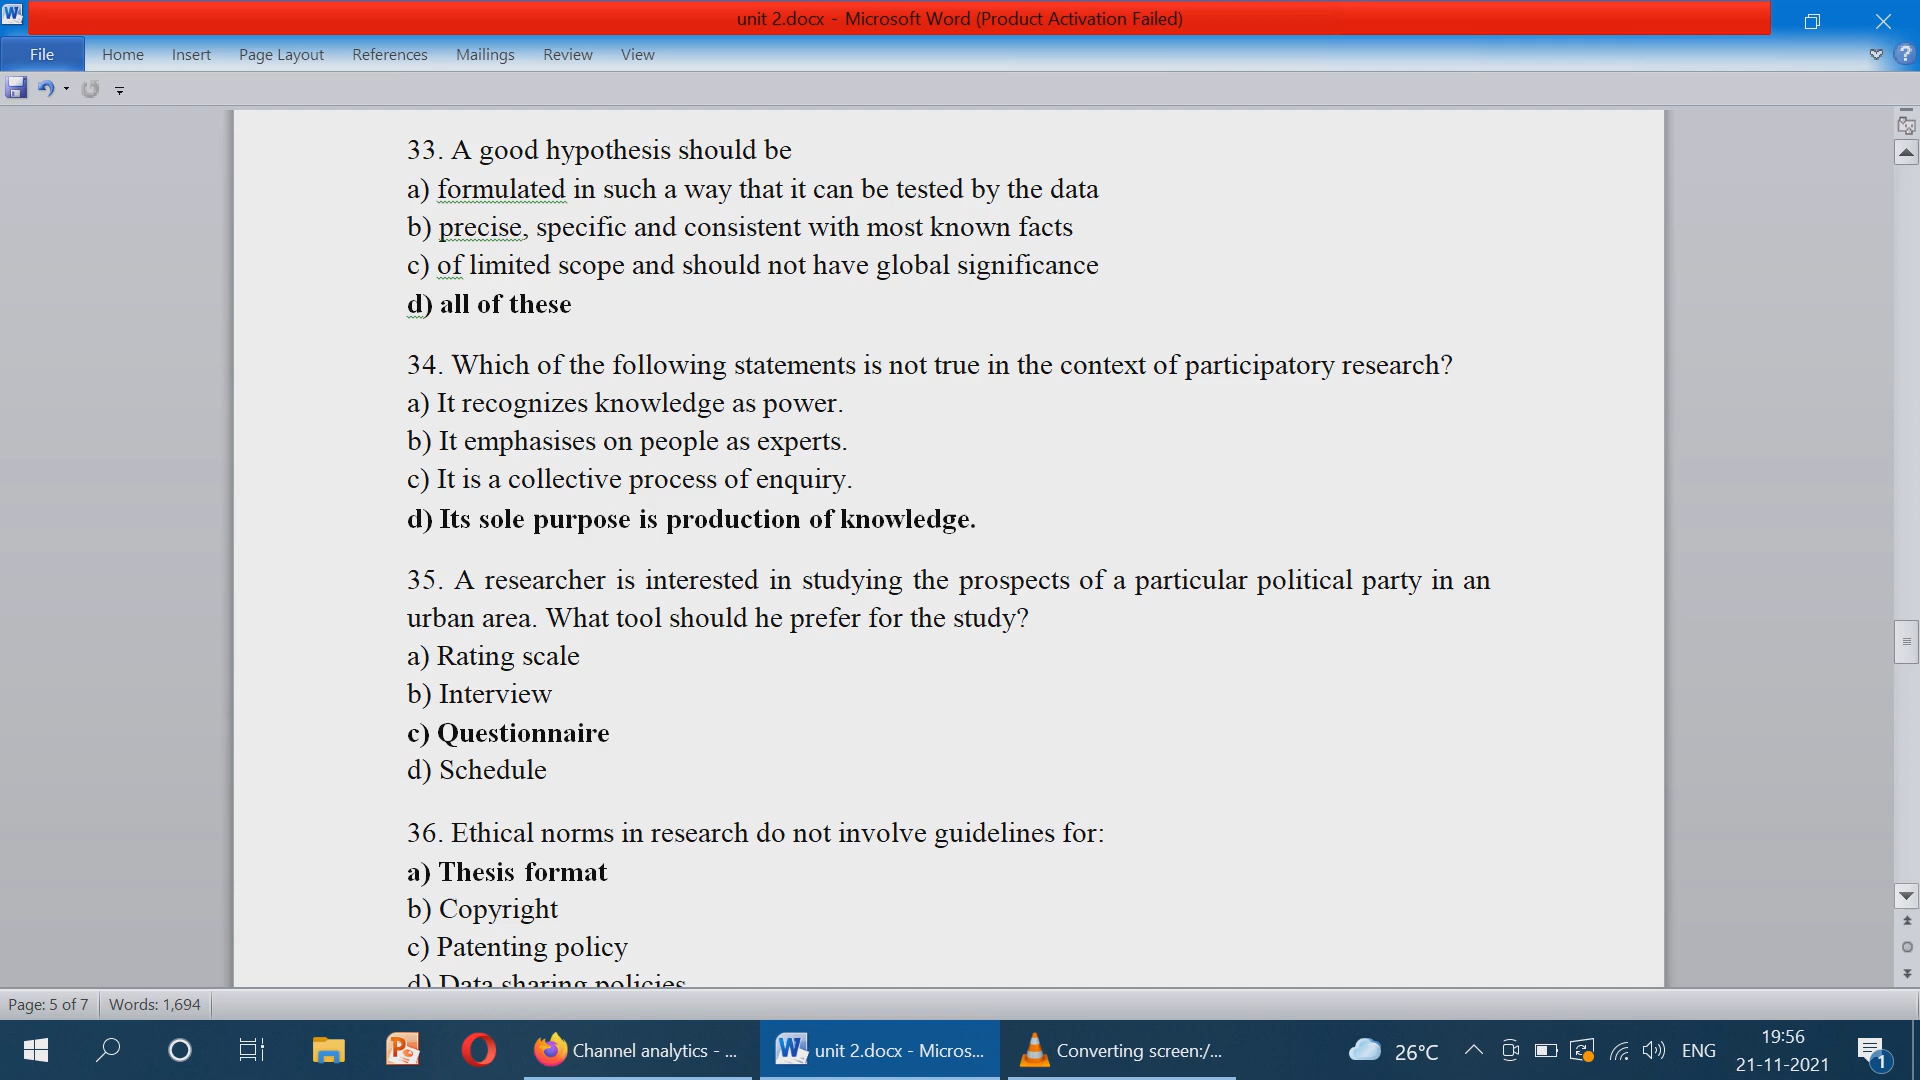 unit 2.docx - Microsoft Word (Product Activation Failed)
File Home Insert Page Layout References Mailings Review View
33. A good hypothesis should be
a) formulated in such a way that it can be tested by the data
b) precise, specific and consistent with most known facts
c) of limited scope and should not have global significance
d) all of these
34. Which of the following statements is not true in the context of participatory research?
a) It recognizes knowledge as power.
b) It emphasises on people as experts.
c) It is a collective process of enquiry.
d) Its sole purpose is production of knowledge.
35. A researcher is interested in studying the prospects of a particular political party in an
urban area. What tool should he prefer for the study?
a) Rating scale
b) Interview
c) Questionnaire
d) Schedule
36. Ethical norms in research do not involve guidelines for:
a) Thesis format
b) Copyright
c) Patenting policy
d) Data sharing policies
Page: 5 of 7 Words: 1,694
Channel analytics - ... unit 2.docx - Micros... Converting screen:/... 26°C ENG 19:56
21-11-2021 1